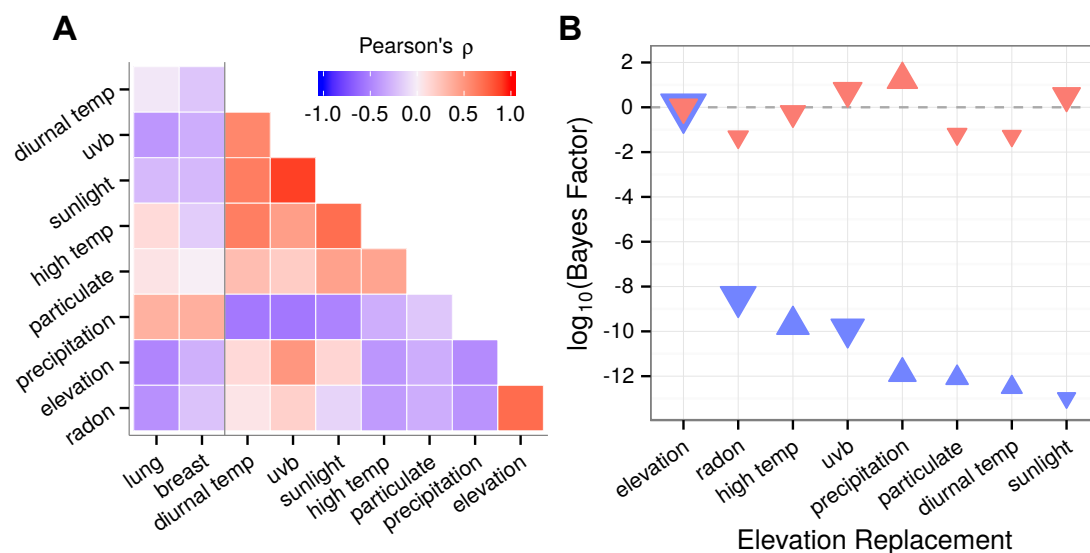 A
Pearson's ρ
-1.0 -0.5 0.0 0.5 1.0
diurnal temp
uvb
sunlight
high temp
particulate
precipitation
elevation
radon
lung
breast
diurnal temp
uvb
sunlight
high temp
particulate
precipitation
elevation
B
log10(Bayes Factor)
2
0
-2
-4
-6
-8
-10
-12
elevation
radon
high temp
uvb
precipitation
particulate
diurnal temp
sunlight
Elevation Replacement